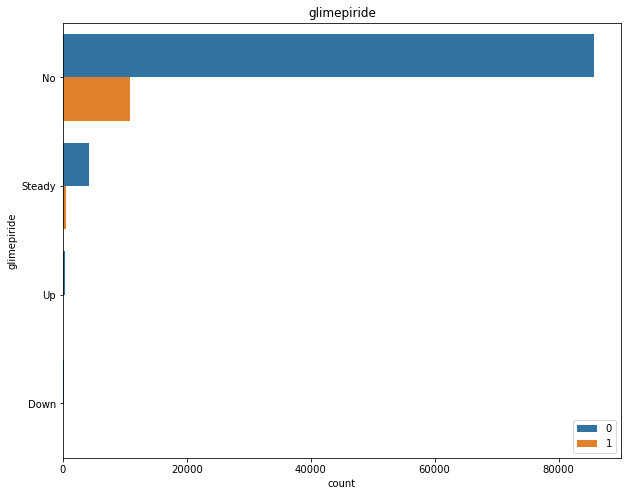 glimepiride
No
Steady
Up
Down
glimepiride
0
20000
40000
60000
80000
count
0
1